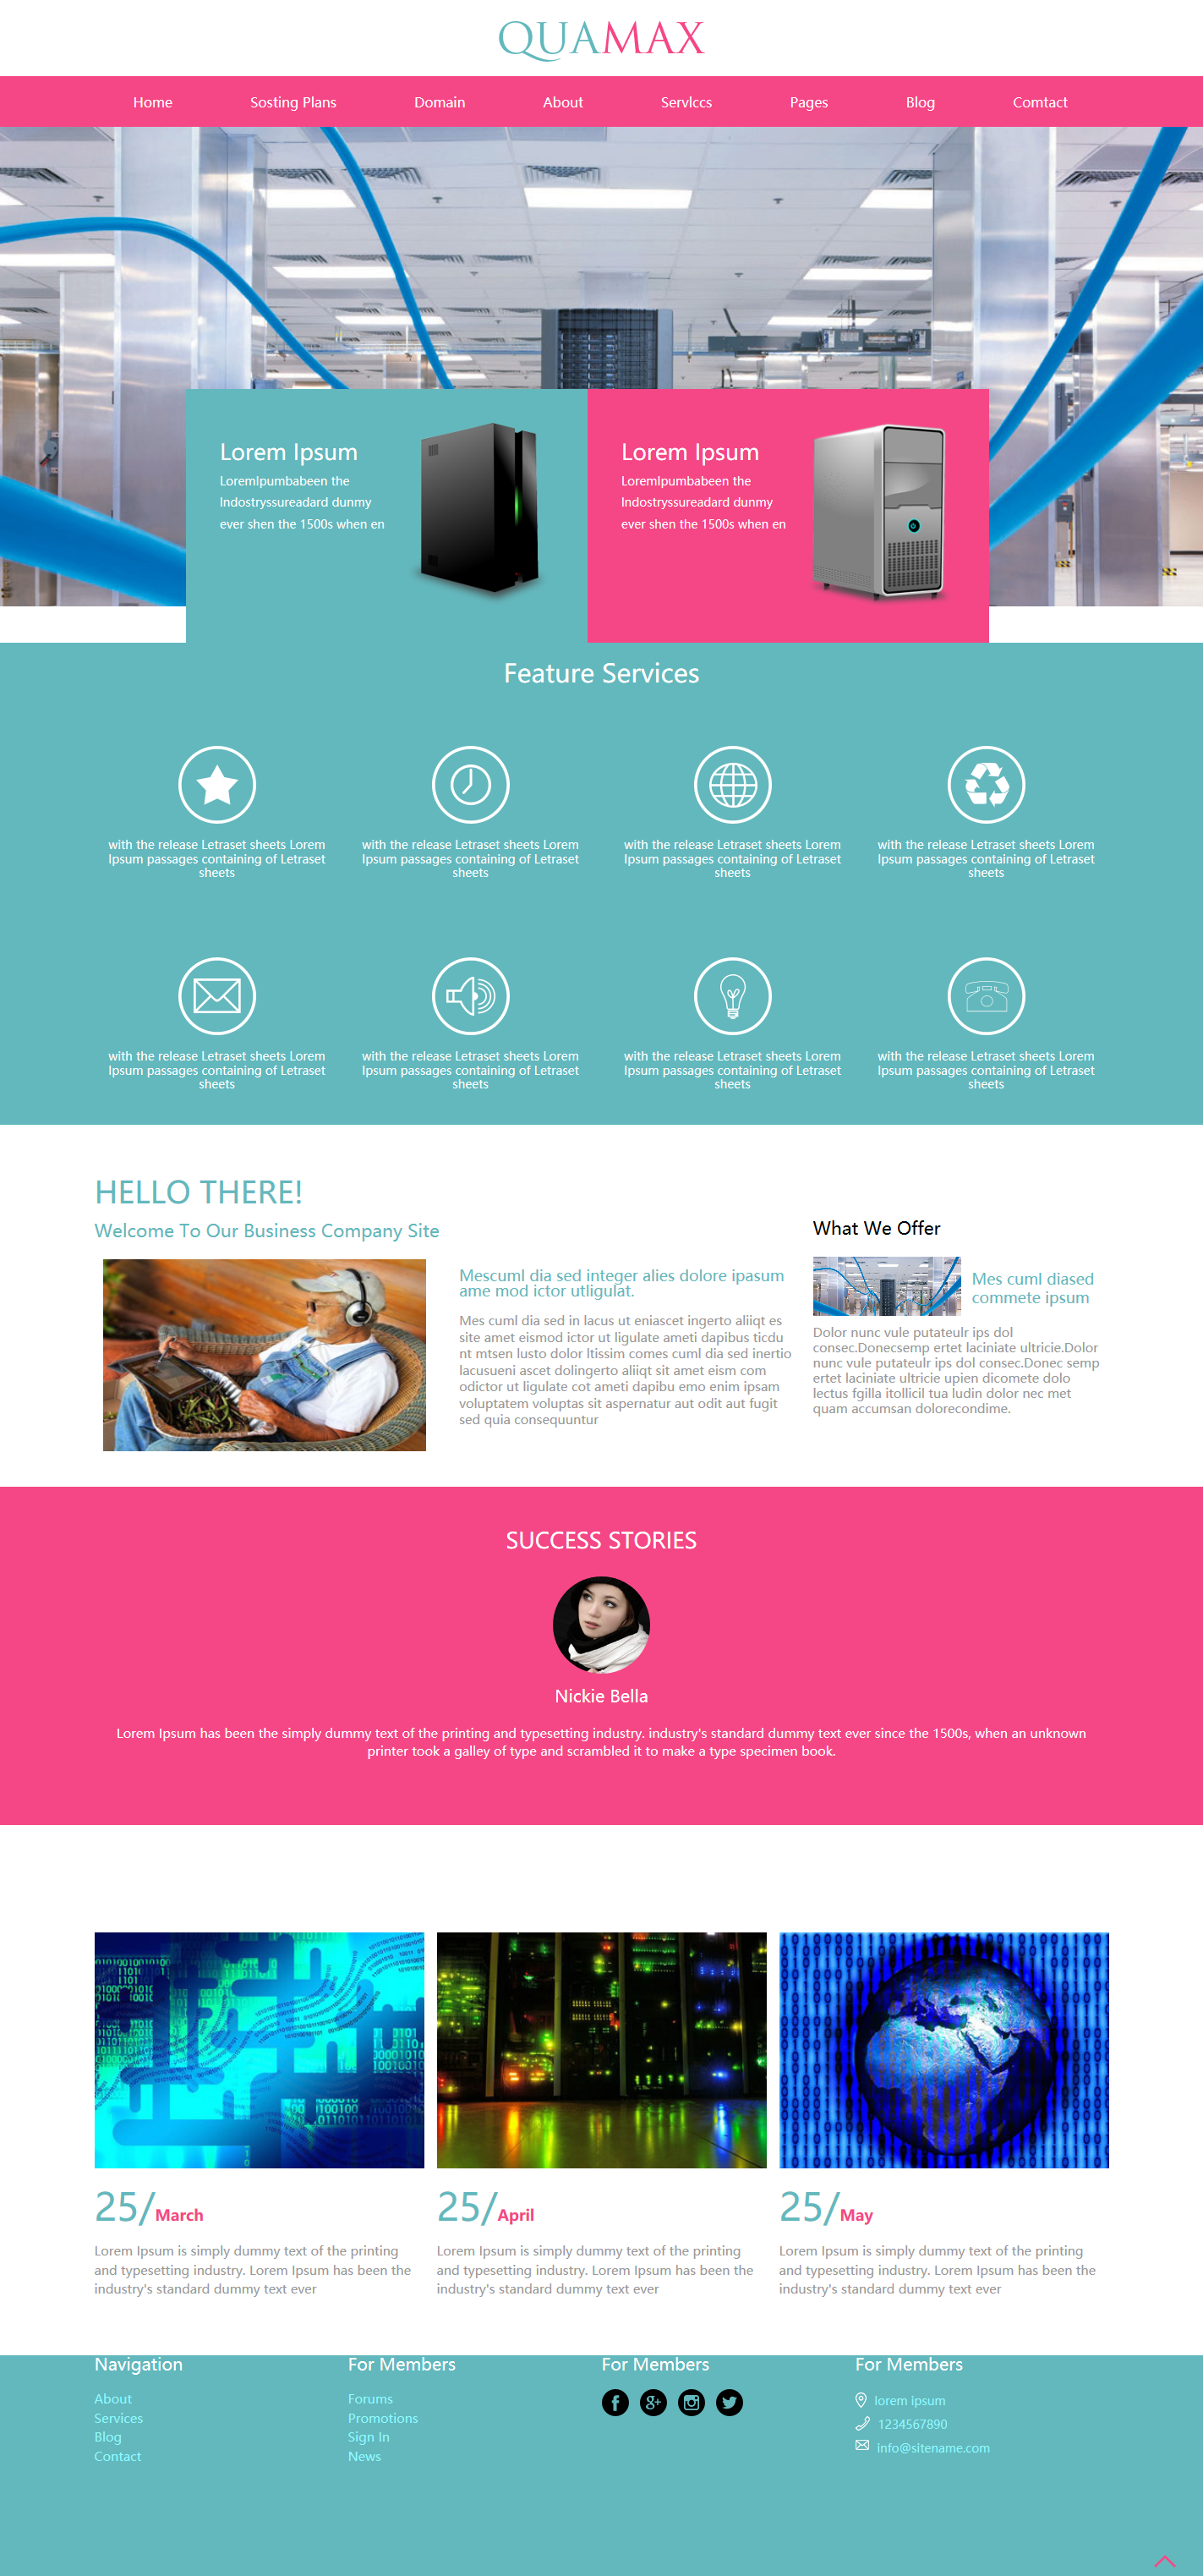 QUAMAX
Home Sosting Plans Domain About Servlccs Pages Blog Comtact
Lorem Ipsum
LoremIpumbabeen the
Indostryssureadard dunmy
ever shen the 1500s when en
Lorem Ipsum
LoremIpumbabeen the
Indostryssureadard dunmy
ever shen the 1500s when en
Feature Services
with the release Letraset sheets Lorem
Ipsum passages containing of Letraset
sheets
with the release Letraset sheets Lorem
Ipsum passages containing of Letraset
sheets
with the release Letraset sheets Lorem
Ipsum passages containing of Letraset
sheets
with the release Letraset sheets Lorem
Ipsum passages containing of Letraset
sheets
with the release Letraset sheets Lorem
Ipsum passages containing of Letraset
sheets
with the release Letraset sheets Lorem
Ipsum passages containing of Letraset
sheets
with the release Letraset sheets Lorem
Ipsum passages containing of Letraset
sheets
with the release Letraset sheets Lorem
Ipsum passages containing of Letraset
sheets
HELLO THERE!
Welcome To Our Business Company Site
Mescuml dia sed integer alies dolore ipasum
ame mod ictor utligulat.
Mes cuml dia sed in lacus ut eniascet ingerto aliiqt es
site amet eismod ictor ut ligulate ameti dapibus ticdu
nt mtsen lusto dolor ltissim comes cuml dia sed inertio
lacusueni ascet dolingerto aliiqt sit amet eism com
odictor ut ligulate cot ameti dapibu emo enim ipsam
voluptatem voluptas sit aspernatur aut odit aut fugit
sed quia consequuntur
What We Offer
Mes cuml diased
commete ipsum
Dolor nunc vule putateulr ips dol
consec.Donecsemp ertet laciniate ultricie.Dolor
nunc vule putateulr ips dol consec.Donec semp
ertet laciniate ultricie upien dicomete dolo
lectus fgilla itollicil tua ludin dolor nec met
quam accumsan dolorecondime.
SUCCESS STORIES
Nickie Bella
Lorem Ipsum has been the simply dummy text of the printing and typesetting industry. industry's standard dummy text ever since the 1500s, when an unknown
printer took a galley of type and scrambled it to make a type specimen book.
25/March
Lorem Ipsum is simply dummy text of the printing
and typesetting industry. Lorem Ipsum has been the
industry's standard dummy text ever
25/April
Lorem Ipsum is simply dummy text of the printing
and typesetting industry. Lorem Ipsum has been the
industry's standard dummy text ever
25/May
Lorem Ipsum is simply dummy text of the printing
and typesetting industry. Lorem Ipsum has been the
industry's standard dummy text ever
Navigation
About
Services
Blog
Contact
For Members
Forums
Promotions
Sign In
News
For Members
For Members
lorem ipsum
1234567890
info@sitename.com